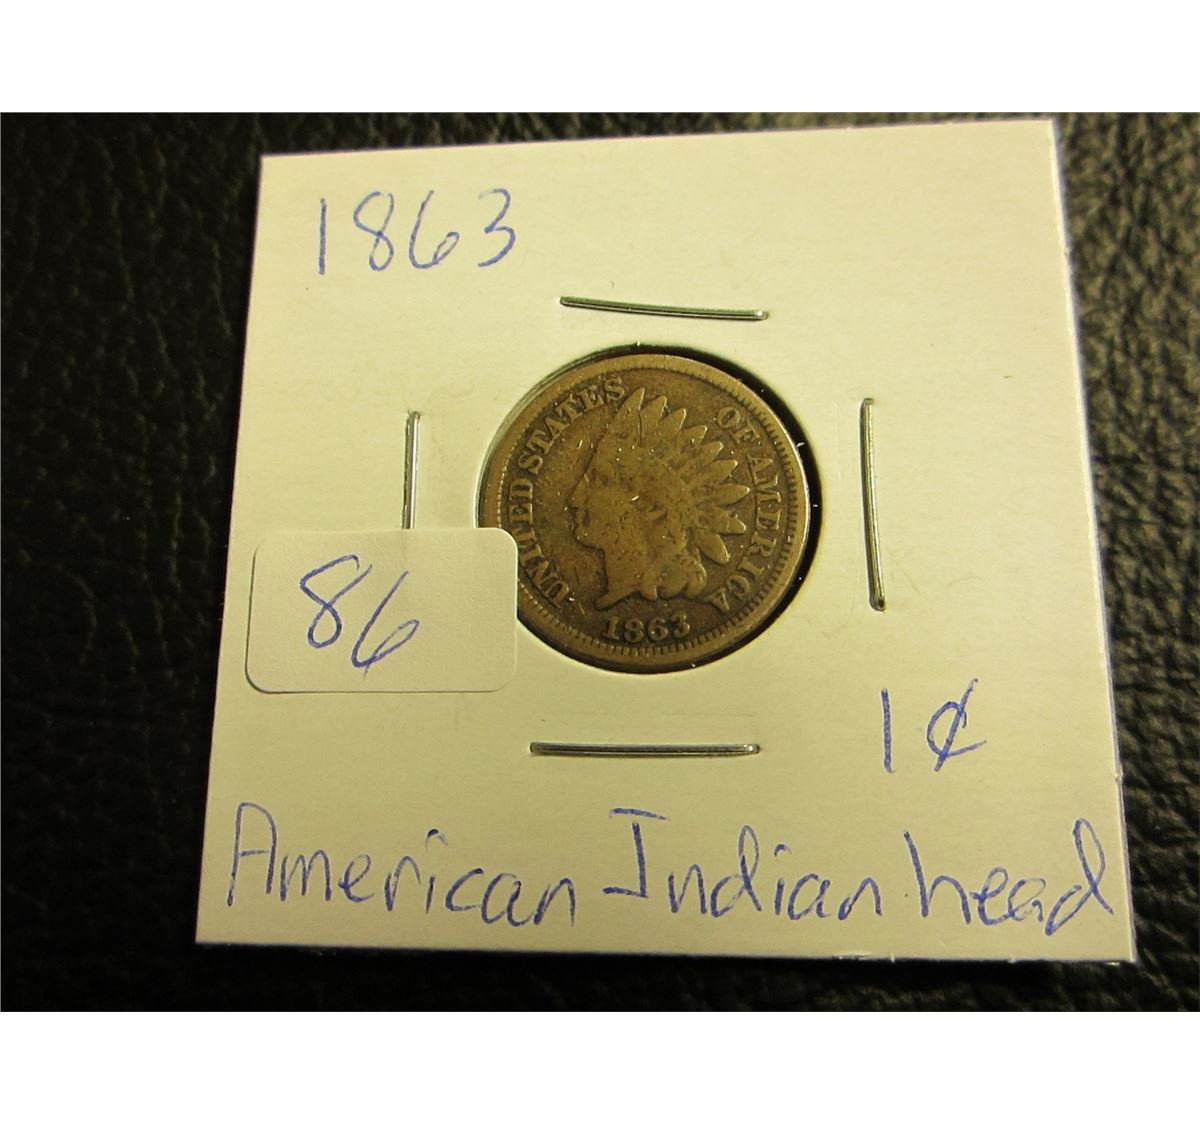 1863
UNITED STATES OF AMERICA
1863
86
1¢
American Indian head